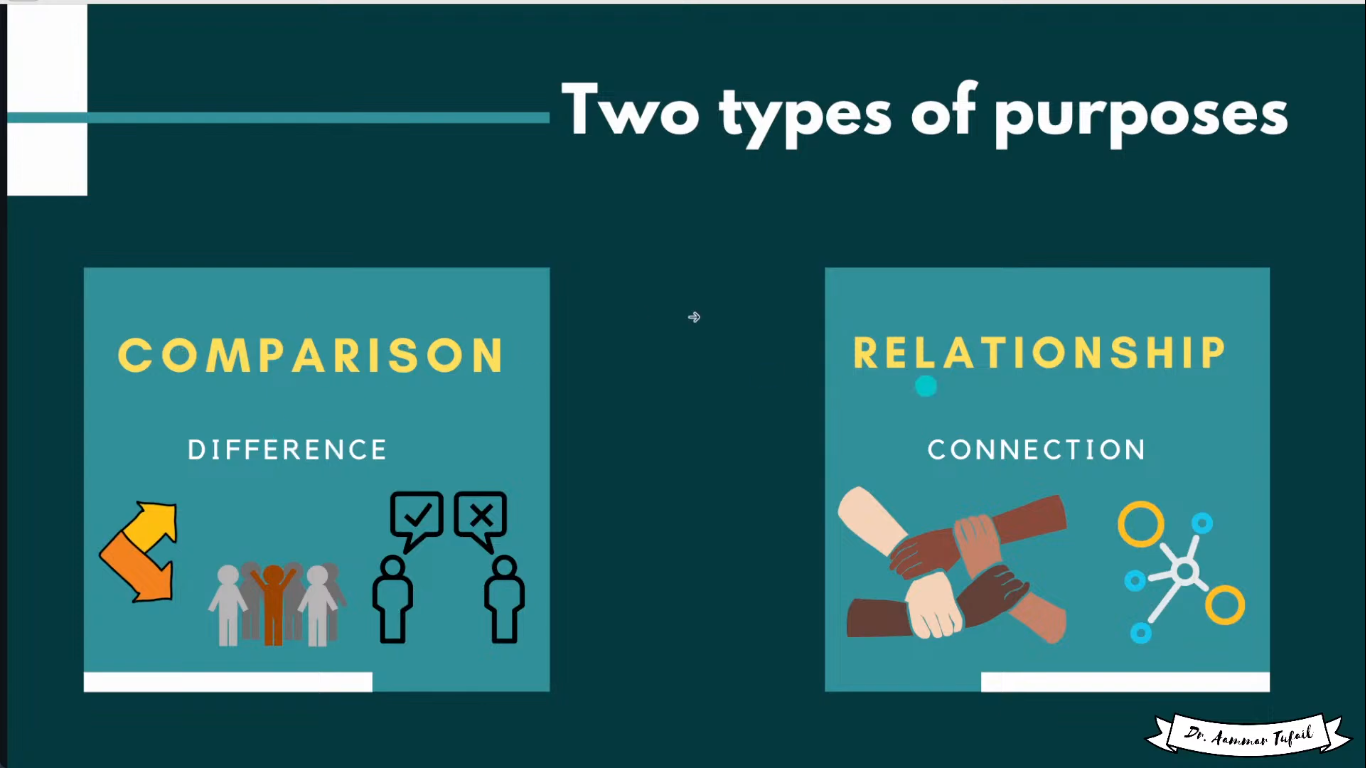 Two types of purposes
COMPARISON
DIFFERENCE
RELATIONSHIP
CONNECTION
Dr. Aammar Tufail